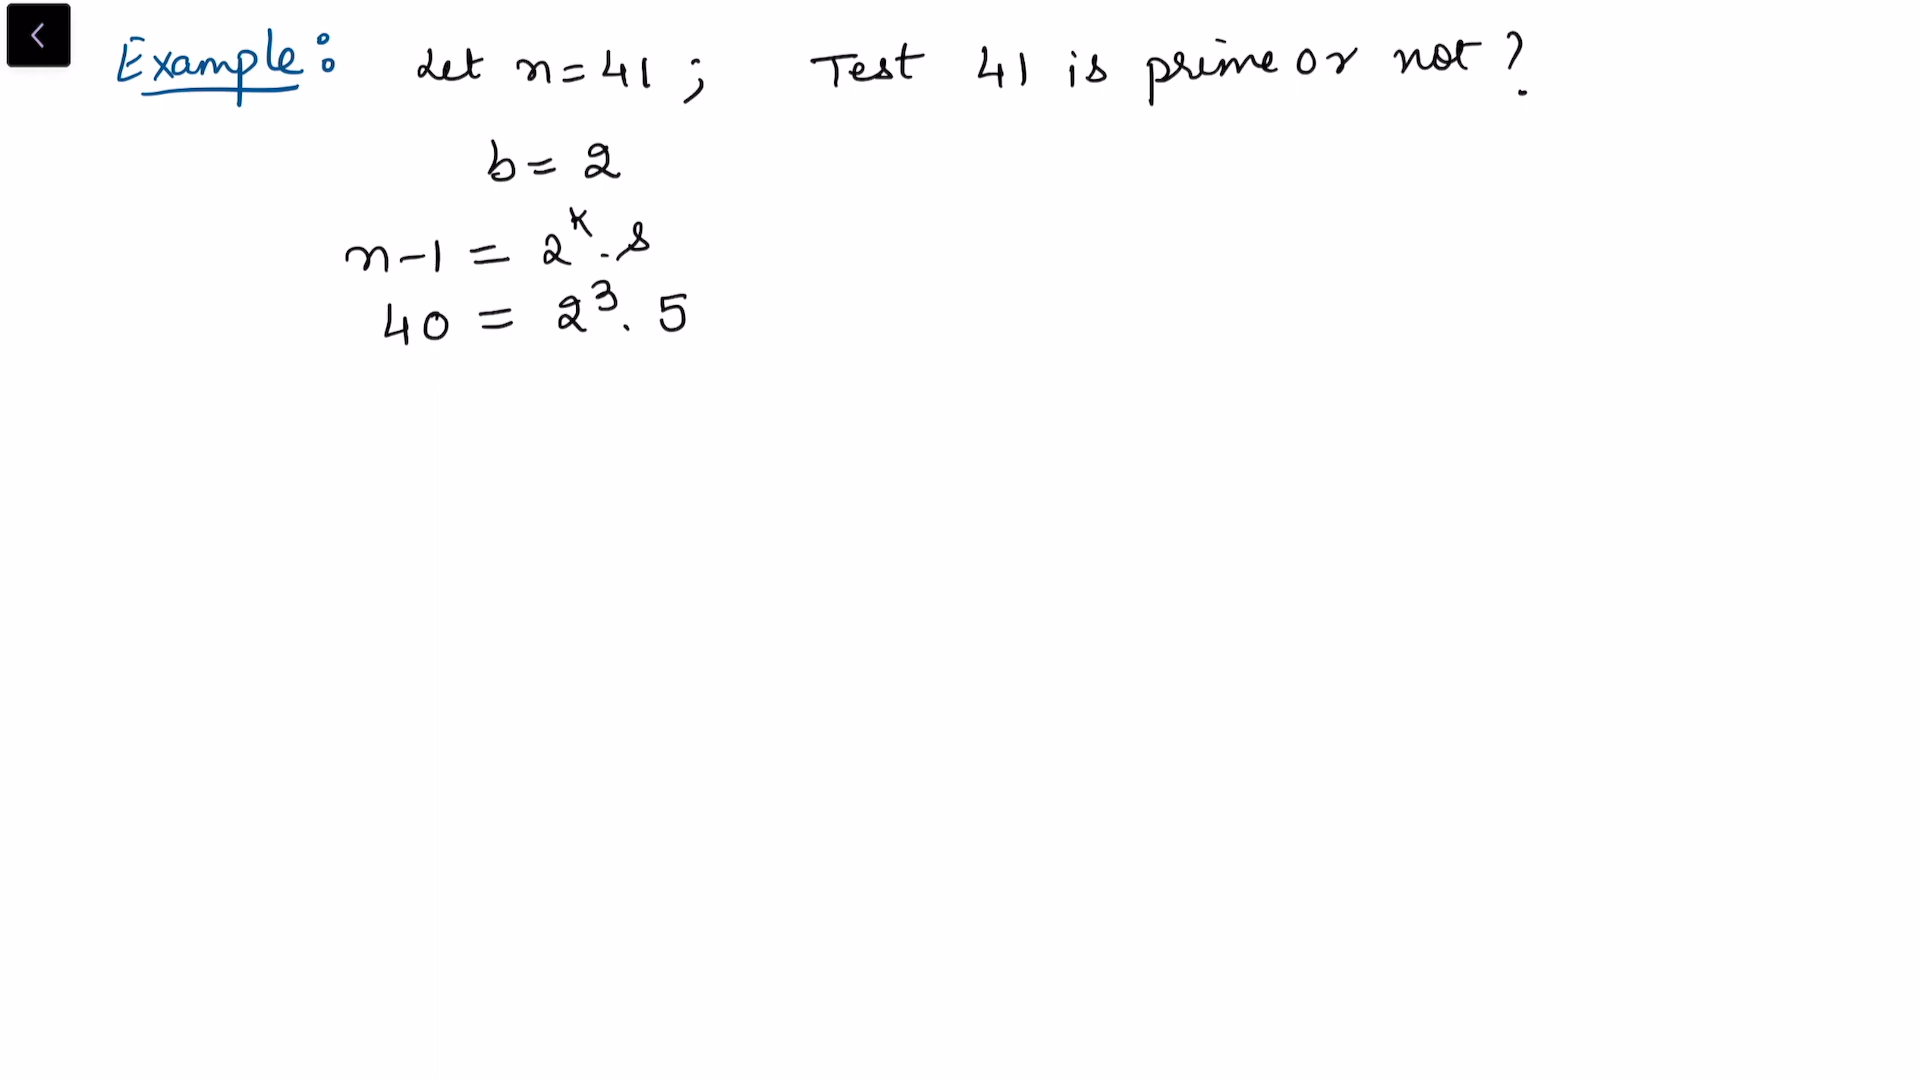 Example: Let n=41; Test 41 is prime or not?
b= 2
n-1 = 2^k.s
40 = 2^3. 5